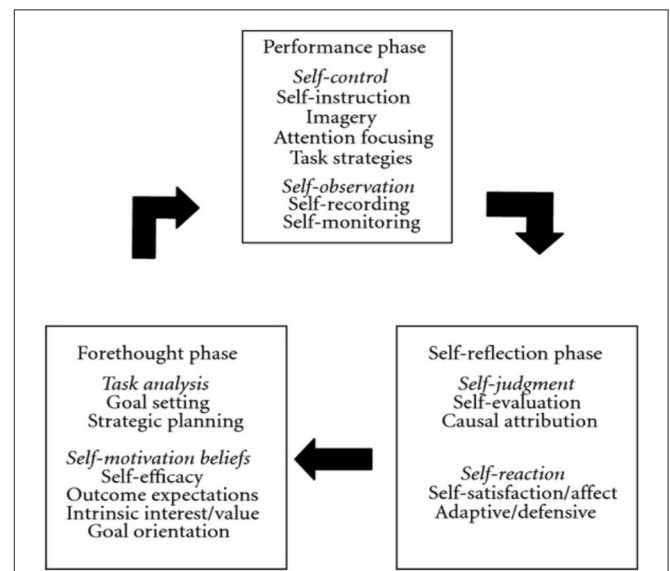 Performance phase
Self-control
Self-instruction
Imagery
Attention focusing
Task strategies
Self-observation
Self-recording
Self-monitoring
Forethought phase
Task analysis
Goal setting
Strategic planning
Self-motivation beliefs
Self-efficacy
Outcome expectations
Intrinsic interest/value
Goal orientation
Self-reflection phase
Self-judgment
Self-evaluation
Causal attribution
Self-reaction
Self-satisfaction/affect
Adaptive/defensive